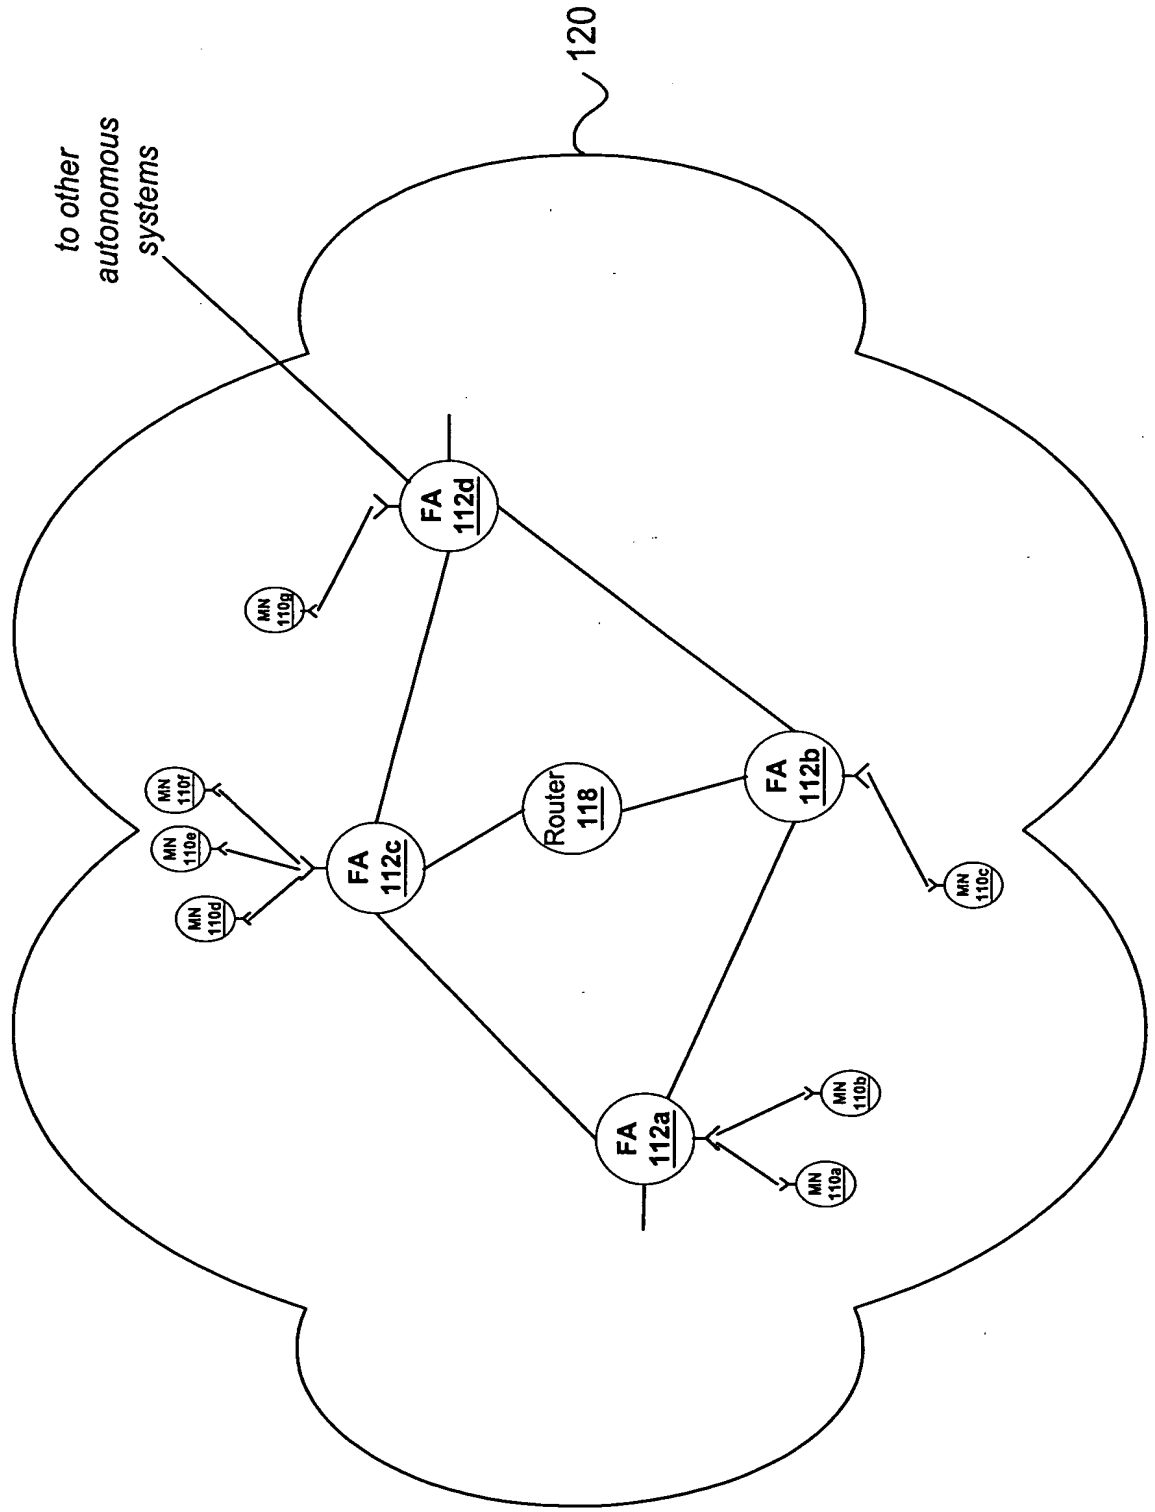 to other
autonomous
systems
120
MN
110g
FA
112d
MN
110f
MN
110e
MN
110d
FA
112c
Router
118
FA
112b
MN
110c
FA
112a
MN
110b
MN
110a